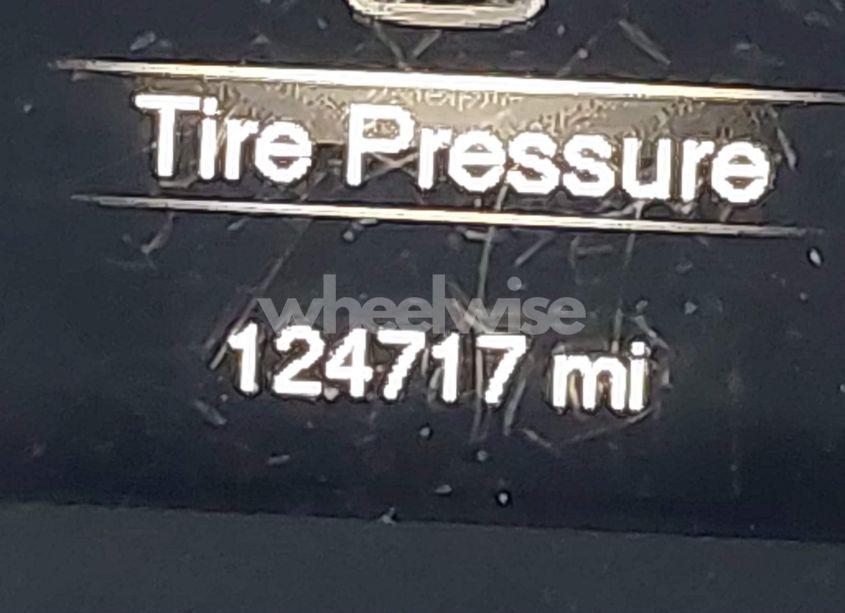 Tire Pressure
wheelwise
124717 mi